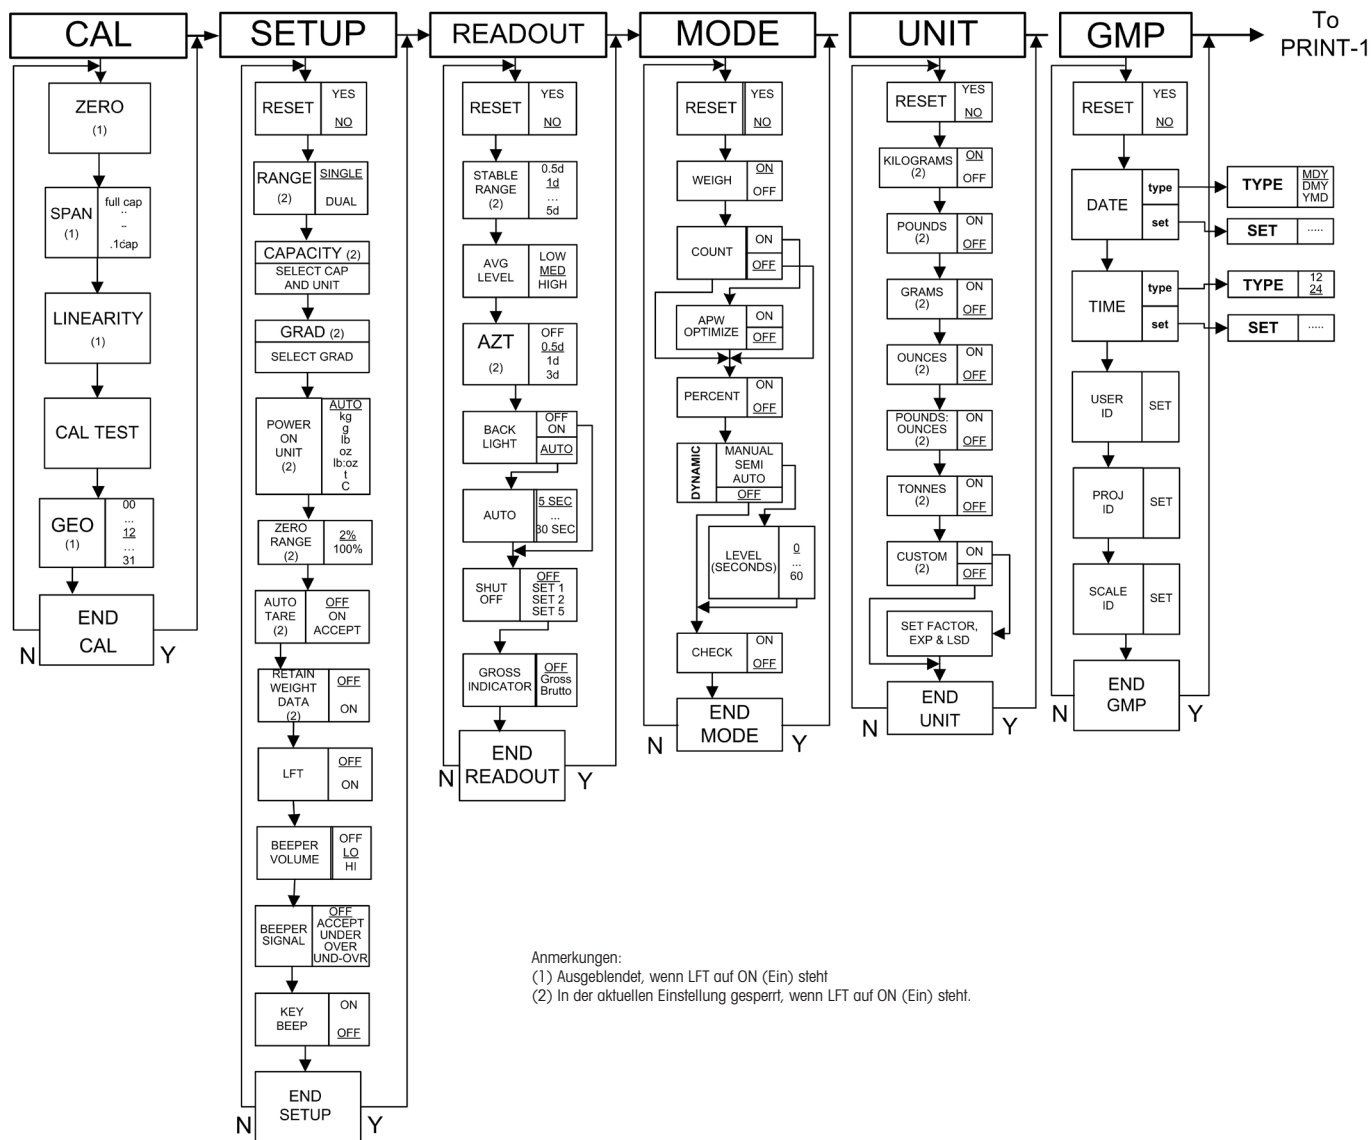 CAL
SETUP
READOUT
MODE
UNIT
GMP
To
PRINT-1
ZERO
(1)
SPAN
(1)
full cap
..
..
.1cap
LINEARITY
(1)
CAL TEST
GEO
(1)
00
...
12
...
31
END
CAL
N
Y
RESET
YES
NO
RANGE
(2)
SINGLE
DUAL
CAPACITY (2)
SELECT CAP
AND UNIT
GRAD (2)
SELECT GRAD
POWER
ON
UNIT
(2)
AUTO
kg
g
lb
oz
lb:oz
t
C
ZERO
RANGE
(2)
2%
100%
AUTO
TARE
(2)
OFF
ON
ACCEPT
RETAIN
WEIGHT
DATA
(2)
OFF
ON
LFT
OFF
ON
BEEPER
VOLUME
OFF
LO
HI
BEEPER
SIGNAL
OFF
ACCEPT
UNDER
OVER
UND-OVR
KEY
BEEP
ON
OFF
END
SETUP
N
Y
RESET
YES
NO
STABLE
RANGE
(2)
0.5d
1d
...
5d
AVG
LEVEL
LOW
MED
HIGH
AZT
(2)
OFF
0.5d
1d
3d
BACK
LIGHT
OFF
ON
AUTO
AUTO
5 SEC
...
30 SEC
SHUT
OFF
OFF
SET 1
SET 2
SET 5
GROSS
INDICATOR
OFF
Gross
Brutto
END
READOUT
N
Y
RESET
YES
NO
WEIGH
ON
OFF
COUNT
ON
OFF
APW
OPTIMIZE
ON
OFF
PERCENT
ON
OFF
DYNAMIC
MANUAL
SEMI
AUTO
OFF
LEVEL
(SECONDS)
0
...
60
CHECK
ON
OFF
END
MODE
N
Y
RESET
YES
NO
KILOGRAMS
(2)
ON
OFF
POUNDS
(2)
ON
OFF
GRAMS
(2)
ON
OFF
OUNCES
(2)
ON
OFF
POUNDS:
OUNCES
(2)
ON
OFF
TONNES
(2)
ON
OFF
CUSTOM
(2)
ON
OFF
SET FACTOR,
EXP & LSD
END
UNIT
N
Y
RESET
YES
NO
DATE
type
set
TYPE
MDY
DMY
YMD
SET
.....
TIME
type
set
TYPE
12
24
SET
.....
USER
ID
SET
PROJ
ID
SET
SCALE
ID
SET
END
GMP
N
Y
Anmerkungen:
(1) Ausgeblendet, wenn LFT auf ON (Ein) steht
(2) In der aktuellen Einstellung gesperrt, wenn LFT auf ON (Ein) steht.